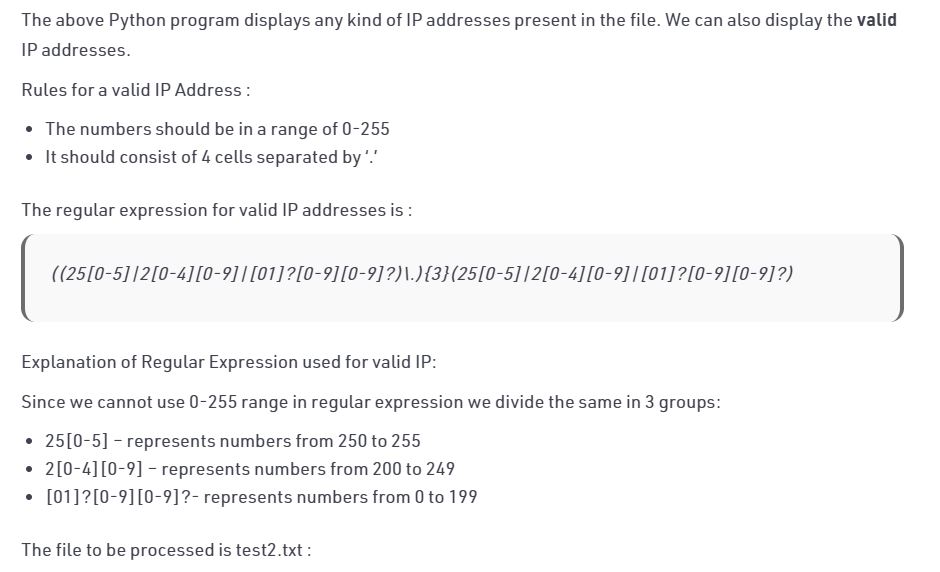 The above Python program displays any kind of IP addresses present in the file. We can also display the valid
IP addresses.
Rules for a valid IP Address :
• The numbers should be in a range of 0-255
• It should consist of 4 cells separated by ‘.’
The regular expression for valid IP addresses is :
((25[0-5]|2[0-4][0-9]|[01]?[0-9][0-9]?)\.){3}(25[0-5]|2[0-4][0-9]|[01]?[0-9][0-9]?)
Explanation of Regular Expression used for valid IP:
Since we cannot use 0-255 range in regular expression we divide the same in 3 groups:
• 25[0-5] – represents numbers from 250 to 255
• 2[0-4][0-9] – represents numbers from 200 to 249
• [01]?[0-9][0-9]?- represents numbers from 0 to 199
The file to be processed is test2.txt :